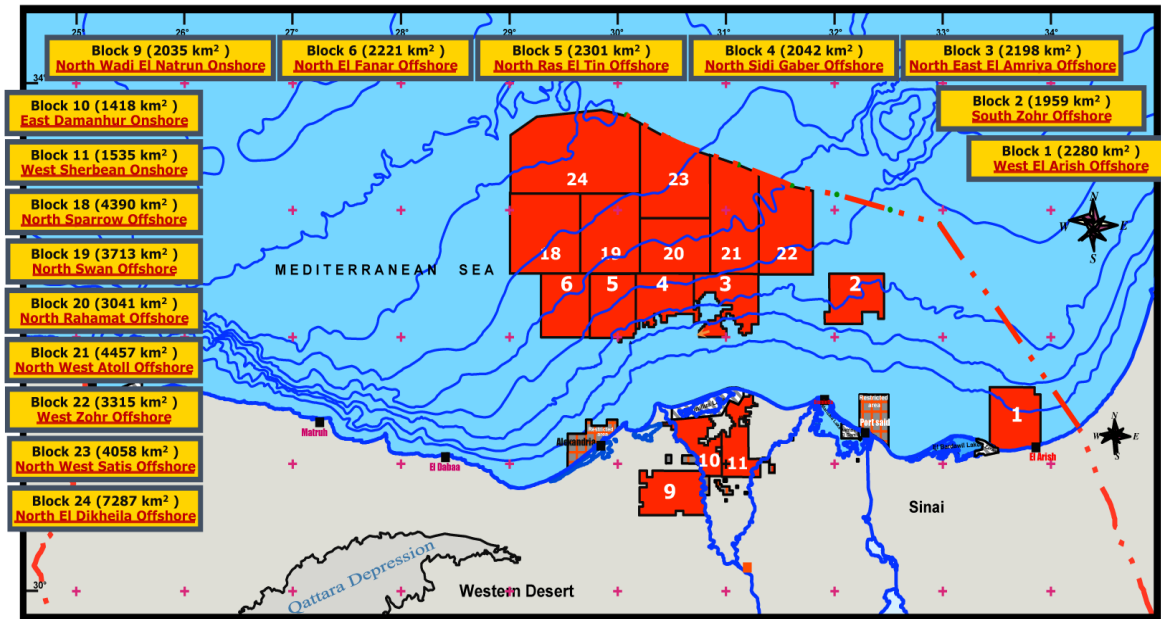 25° 26° 27° 28° 29° 30° 31° 32° 33° 34°
Block 9 (2035 km² )
North Wadi El Natrun Onshore
Block 6 (2221 km² )
North El Fanar Offshore
Block 5 (2301 km² )
North Ras El Tin Offshore
Block 4 (2042 km² )
North Sidi Gaber Offshore
Block 3 (2198 km² )
North East El Amriya Offshore
34°
Block 10 (1418 km² )
East Damanhur Onshore
Block 2 (1959 km² )
South Zohr Offshore
Block 11 (1535 km² )
West Sherbean Onshore
Block 1 (2280 km² )
West El Arish Offshore
Block 18 (4390 km² )
North Sparrow Offshore
Block 19 (3713 km² )
North Swan Offshore
Block 20 (3041 km² )
North Rahamat Offshore
Block 21 (4457 km² )
North West Atoll Offshore
Block 22 (3315 km² )
West Zohr Offshore
Block 23 (4058 km² )
North West Satis Offshore
Block 24 (7287 km² )
North El Dikheila Offshore
24
23
18
19
20
21
22
N
W E
S
MEDITERRANEAN SEA
6
5
4
3
2
1
Restricted
area
Port said
Restricted
area
Alexandria
Matruh
El Dabaa
El Arish
N
W E
S
10
11
9
Sinai
Qattara Depression
Western Desert
30°